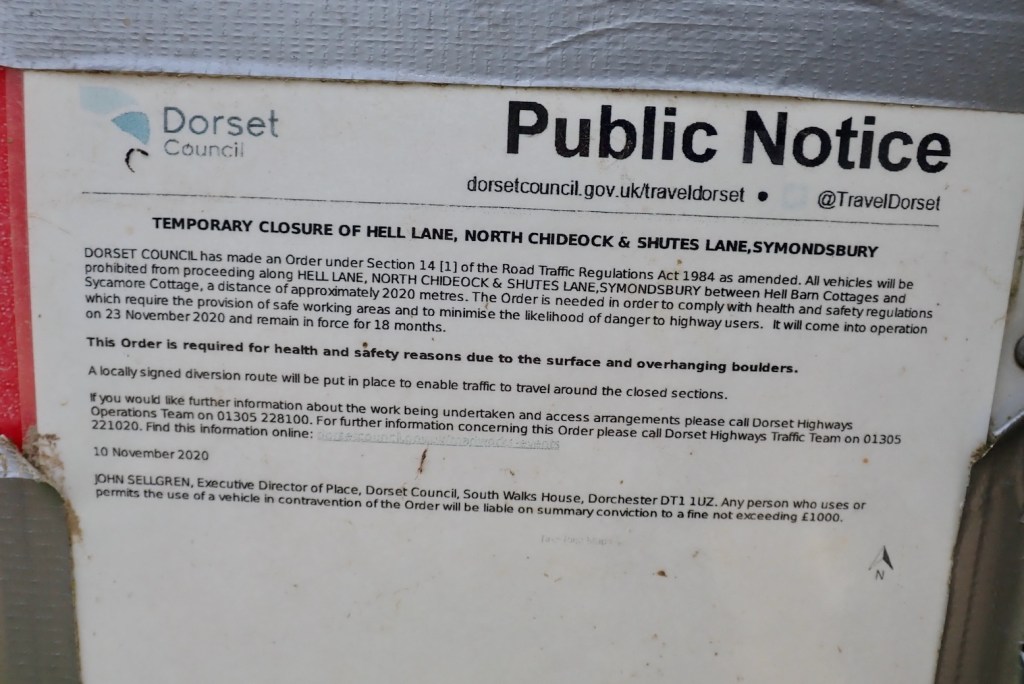 Dorset
Council
Public Notice
dorsetcouncil.gov.uk/traveldorset • @TravelDorset
TEMPORARY CLOSURE OF HELL LANE, NORTH CHIDEOCK & SHUTES LANE,SYMONDSBURY
DORSET COUNCIL has made an Order under Section 14 [1] of the Road Traffic Regulations Act 1984 as amended. All vehicles will be
prohibited from proceeding along HELL LANE, NORTH CHIDEOCK & SHUTES LANE,SYMONDSBURY between Hell Barn Cottages and
Sycamore Cottage, a distance of approximately 2020 metres. The Order is needed in order to comply with health and safety regulations
which require the provision of safe working areas and to minimise the likelihood of danger to highway users. It will come into operation
on 23 November 2020 and remain in force for 18 months.
This Order is required for health and safety reasons due to the surface and overhanging boulders.
A locally signed diversion route will be put in place to enable traffic to travel around the closed sections.
If you would like further information about the work being undertaken and access arrangements please call Dorset Highways
Operations Team on 01305 228100. For further information concerning this Order please call Dorset Highways Traffic Team on 01305
221020. Find this information online:
10 November 2020
JOHN SELLGREN, Executive Director of Place, Dorset Council, South Walks House, Dorchester DT1 1UZ. Any person who uses or
permits the use of a vehicle in contravention of the Order will be liable on summary conviction to a fine not exceeding £1000.
N